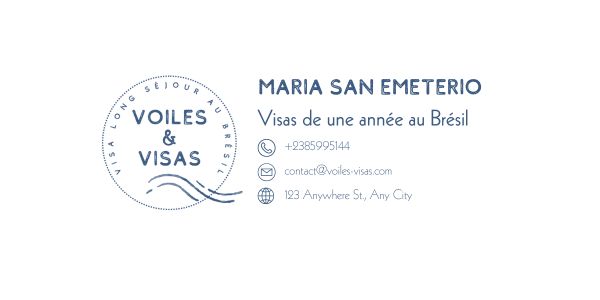 VISA LONG SÉJOUR AU BRÉSIL
VOILES
&
VISAS
MARIA SAN EMETERIO
Visas de une année au Brésil
+2385995144
contact@voiles-visas.com
123 Anywhere St., Any City